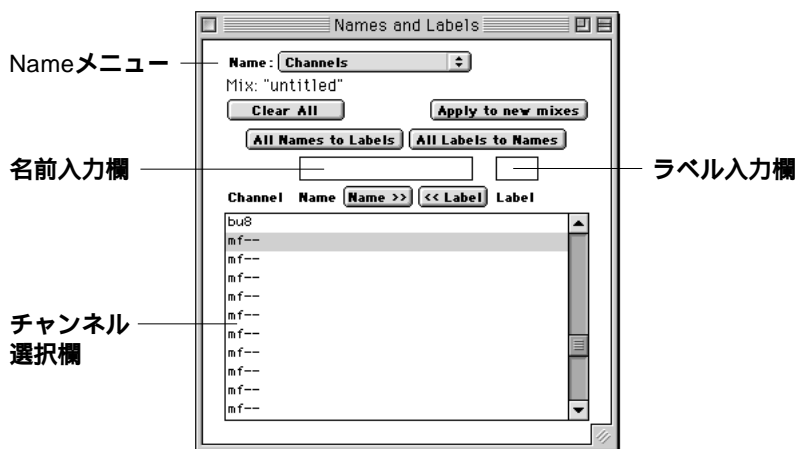 Names and Labels
Nameメニュー
Name: Channels
Mix: "untitled"
Clear All Apply to new mixes
All Names to Labels All Labels to Names
名前入力欄
ラベル入力欄
Channel Name Name >> << Label Label
bu8
mf--
mf--
mf--
mf--
mf--
mf--
mf--
mf--
mf--
mf--
チャンネル
選択欄